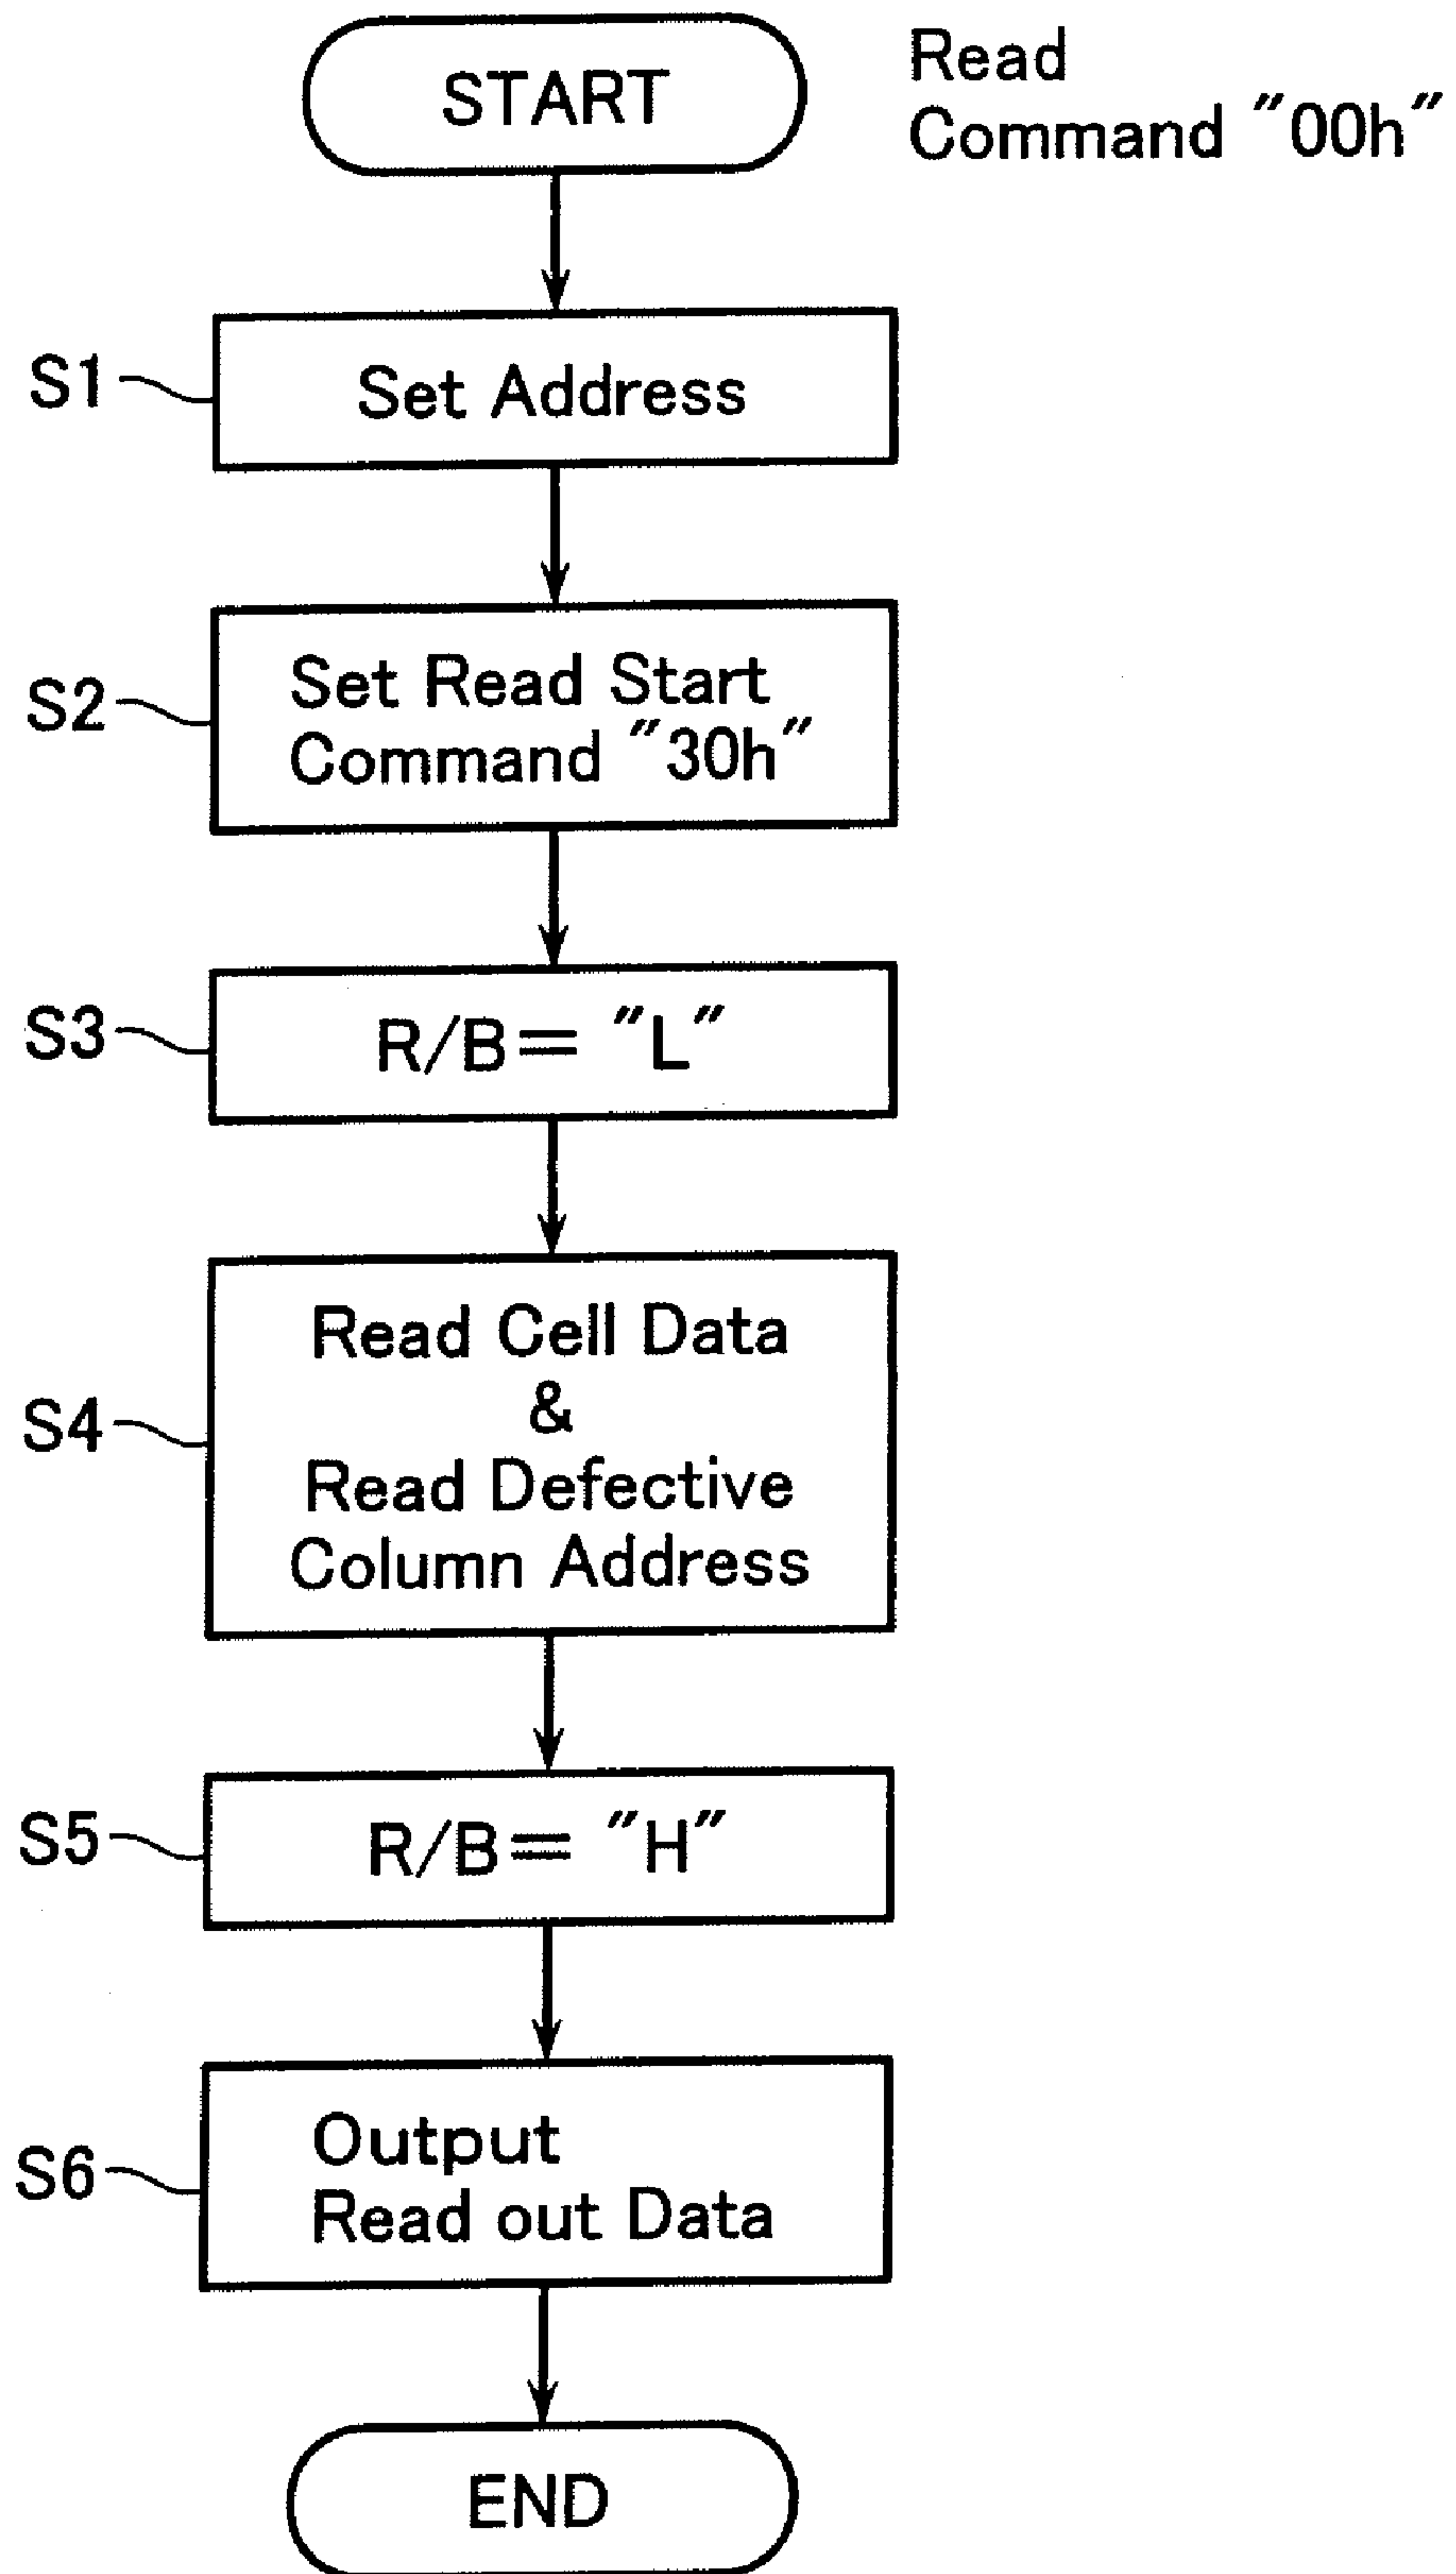 START
Read
Command "00h"
S1
Set Address
S2
Set Read Start
Command "30h"
S3
R/B= "L"
S4
Read Cell Data
&
Read Defective
Column Address
S5
R/B= "H"
S6
Output
Read out Data
END